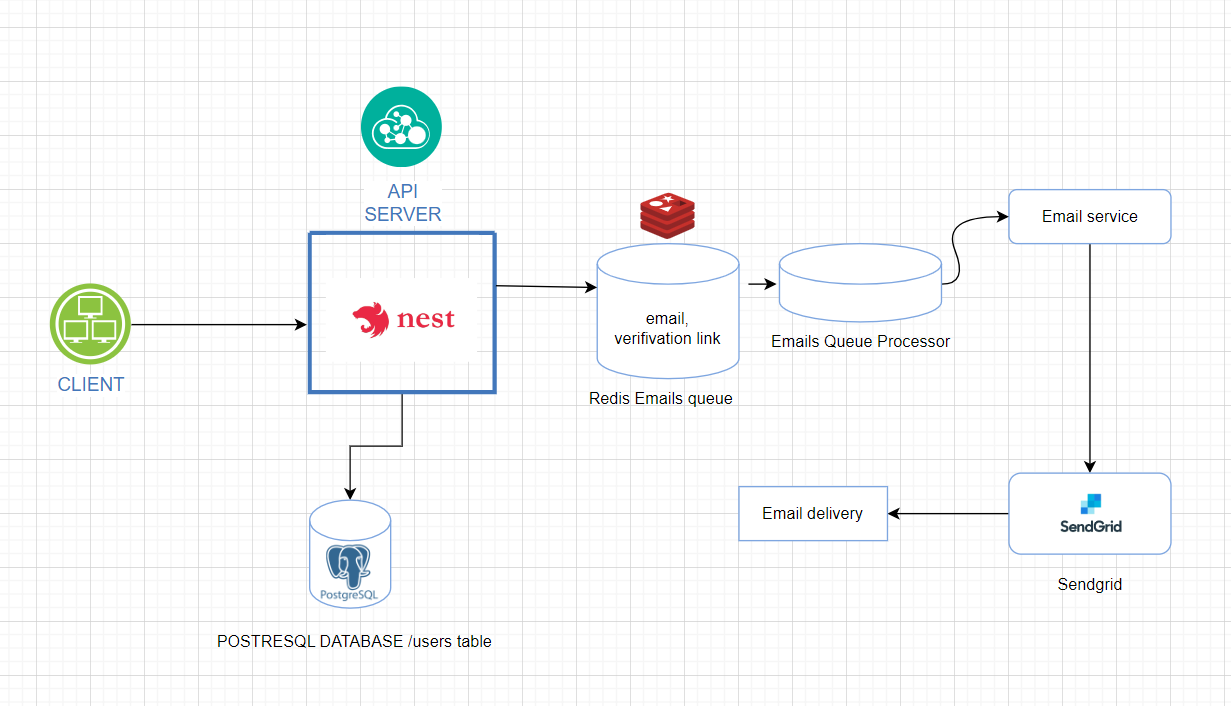 API
SERVER
CLIENT
nest
email,
verifivation link
Redis Emails queue
Emails Queue Processor
Email service
PostgreSQL
POSTRESQL DATABASE /users table
Email delivery
SendGrid
Sendgrid